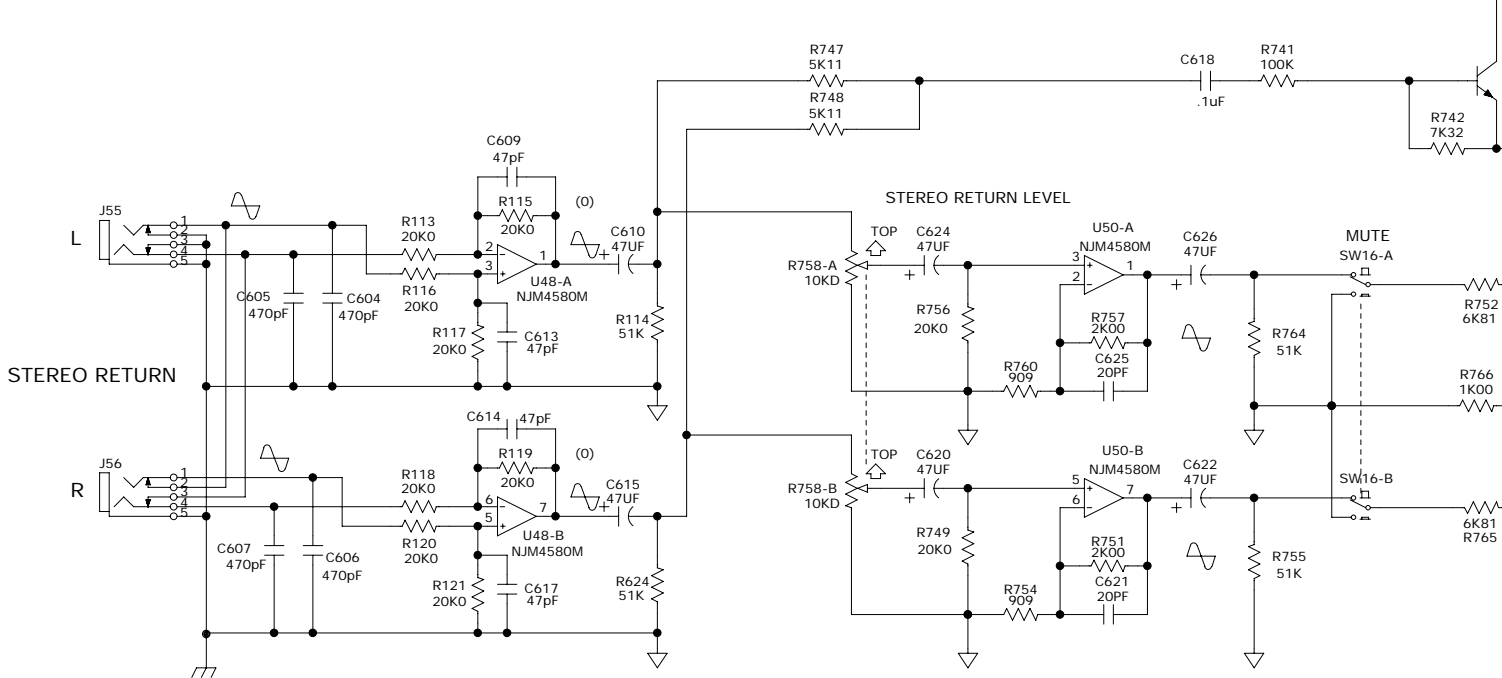 R747
5K11
R748
5K11
C618
.1uF
R741
100K
R742
7K32
C609
47pF
R115
20K0
(0)
STEREO RETURN LEVEL
J55
L
1
2
3
4
5
R113
20K0
R116
20K0
2
3
1
U48-A
NJM4580M
C610
47UF
+
R117
20K0
C613
47pF
R114
51K
C605
470pF
C604
470pF
STEREO RETURN
TOP
R758-A
10KD
C624
47UF
+
R756
20K0
U50-A
NJM4580M
3
2
1
R757
2K00
C625
20PF
R760
909
C626
47UF
+
R764
51K
MUTE
SW16-A
R752
6K81
R766
1K00
C614
47pF
R119
20K0
(0)
J56
R
1
2
3
4
5
R118
20K0
R120
20K0
6
5
7
U48-B
NJM4580M
C615
47UF
+
R121
20K0
C617
47pF
R624
51K
C607
470pF
C606
470pF
TOP
R758-B
10KD
C620
47UF
+
R749
20K0
U50-B
NJM4580M
5
6
7
R751
2K00
C621
20PF
R754
909
C622
47UF
+
R755
51K
SW16-B
6K81
R765